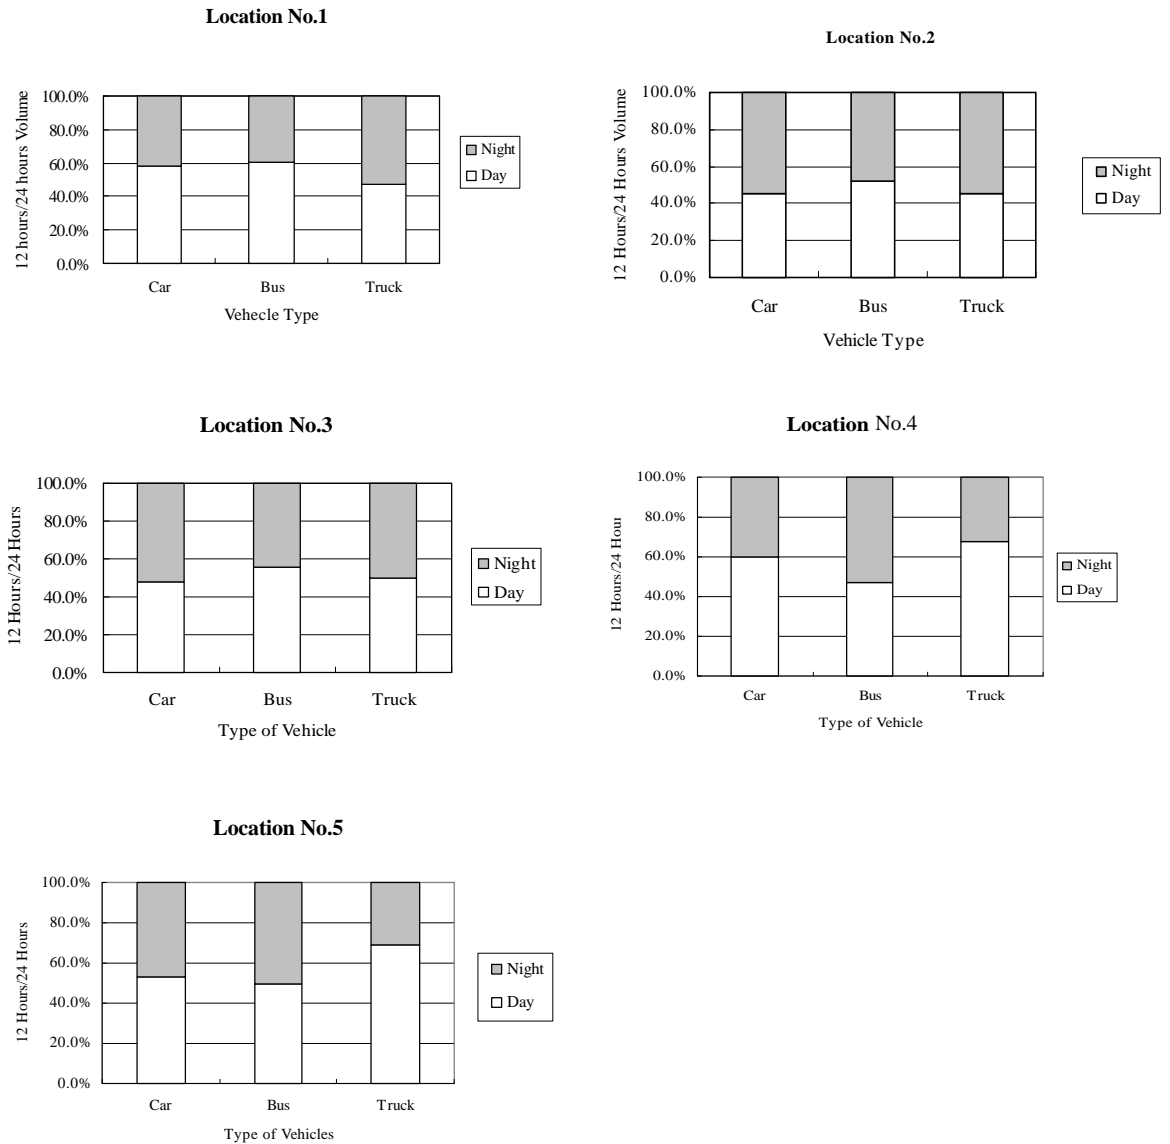 Location No.1
12 hours/24 hours Volume
100.0%
80.0%
60.0%
40.0%
20.0%
0.0%
Car Bus Truck
Vehecle Type
Night
Day
Location No.2
12 Hours/24 Hours Volume
100.0%
80.0%
60.0%
40.0%
20.0%
0.0%
Car Bus Truck
Vehicle Type
Night
Day
Location No.3
12 Hours/24 Hours
100.0%
80.0%
60.0%
40.0%
20.0%
0.0%
Car Bus Truck
Type of Vehicle
Night
Day
Location No.4
12 Hours/24 Hour
100.0%
80.0%
60.0%
40.0%
20.0%
0.0%
Car Bus Truck
Type of Vehicle
Night
Day
Location No.5
12 Hours/24 Hours
100.0%
80.0%
60.0%
40.0%
20.0%
0.0%
Car Bus Truck
Type of Vehicles
Night
Day